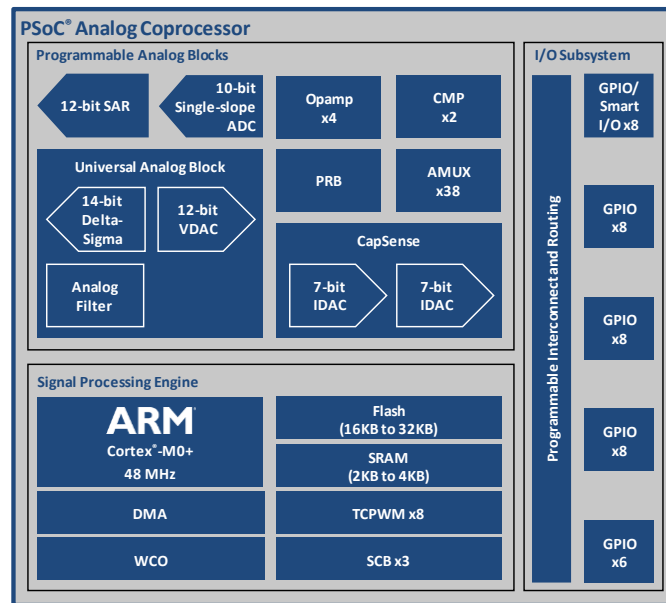 PSoC® Analog Coprocessor
Programmable Analog Blocks
12-bit SAR
10-bit
Single-slope
ADC
Opamp
x4
CMP
x2
Universal Analog Block
14-bit
Delta-
Sigma
12-bit
VDAC
Analog
Filter
PRB
AMUX
x38
CapSense
7-bit
IDAC
7-bit
IDAC
Signal Processing Engine
ARM®
Cortex®-M0+
48 MHz
Flash
(16KB to 32KB)
SRAM
(2KB to 4KB)
DMA
TCPWM x8
WCO
SCB x3
I/O Subsystem
Programmable Interconnect and Routing
GPIO/
Smart
I/O x8
GPIO
x8
GPIO
x8
GPIO
x8
GPIO
x6